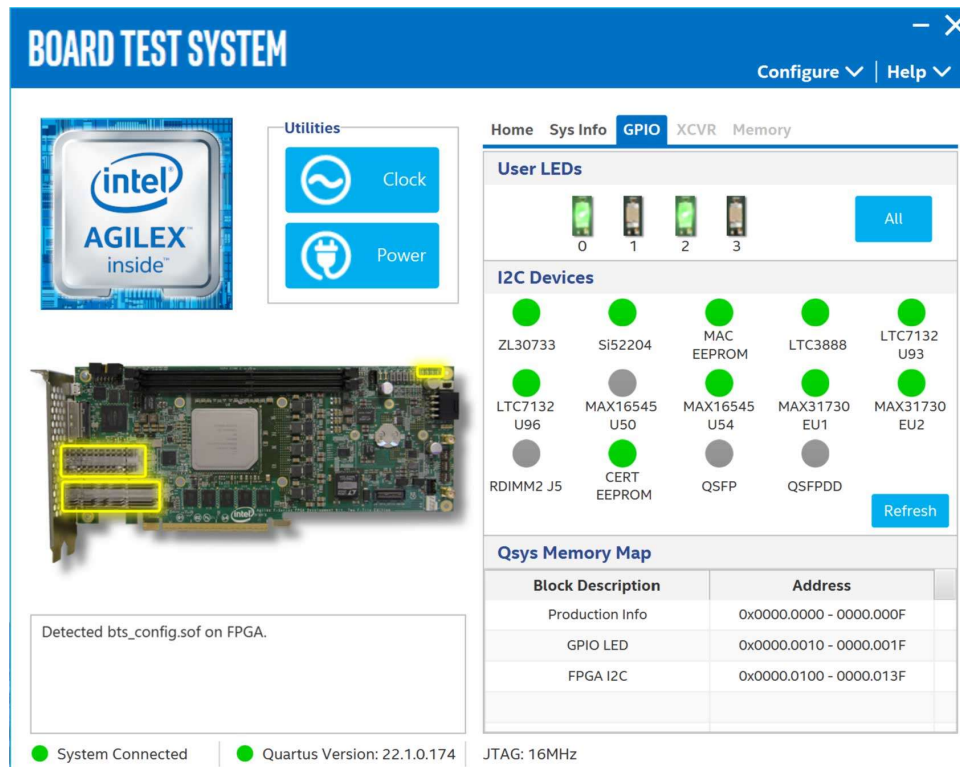 BOARD TEST SYSTEM
Configure
Help
intel
AGILEX™
inside™
Utilities
Clock
Power
intel
Detected bts_config.sof on FPGA.
Home Sys Info GPIO XCVR Memory
User LEDs
0 1 2 3
All
I2C Devices
ZL30733
Si52204
MAC
EEPROM
LTC3888
LTC7132
U93
LTC7132
U96
MAX16545
U50
MAX16545
U54
MAX31730
EU1
MAX31730
EU2
RDIMM2 J5
CERT
EEPROM
QSFP
QSFPDD
Refresh
Qsys Memory Map
Block Description Address
Production Info 0x0000.0000 - 0000.000F
GPIO LED 0x0000.0010 - 0000.001F
FPGA I2C 0x0000.0100 - 0000.013F
System Connected
Quartus Version: 22.1.0.174
JTAG: 16MHz